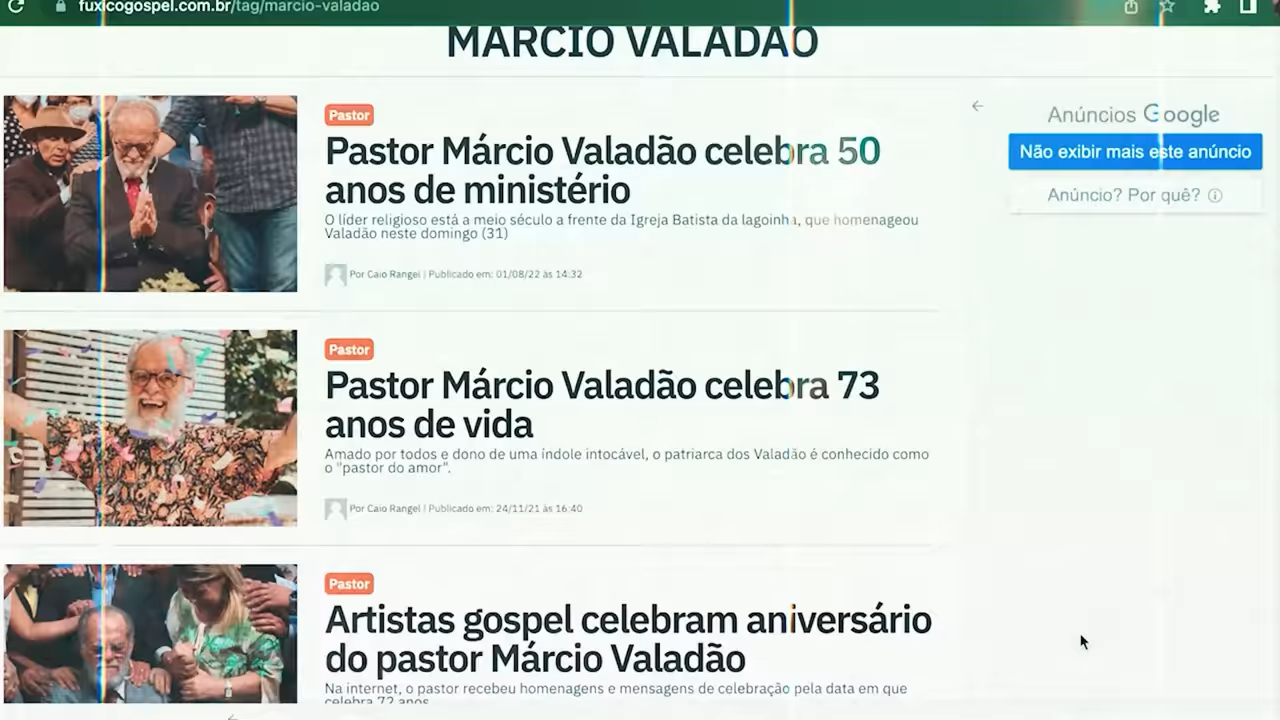 fuxicogospel.com.br/tag/marcio-valadao
MÁRCIO VALADÃO
Pastor
Pastor Márcio Valadão celebra 50
anos de ministério
O líder religioso está a meio século a frente da Igreja Batista da lagoinha, que homenageou
Valadão neste domingo (31)
Por Caio Rangel | Publicado em: 01/08/22 às 14:32
Pastor
Pastor Márcio Valadão celebra 73
anos de vida
Amado por todos e dono de uma índole intocável, o patriarca dos Valadão é conhecido como
o "pastor do amor".
Por Caio Rangel | Publicado em: 24/11/21 às 16:40
Pastor
Artistas gospel celebram aniversário
do pastor Márcio Valadão
Na internet, o pastor recebeu homenagens e mensagens de celebração pela data em que
celebra 72 anos
Anúncios Google
Não exibir mais este anúncio
Anúncio? Por quê?